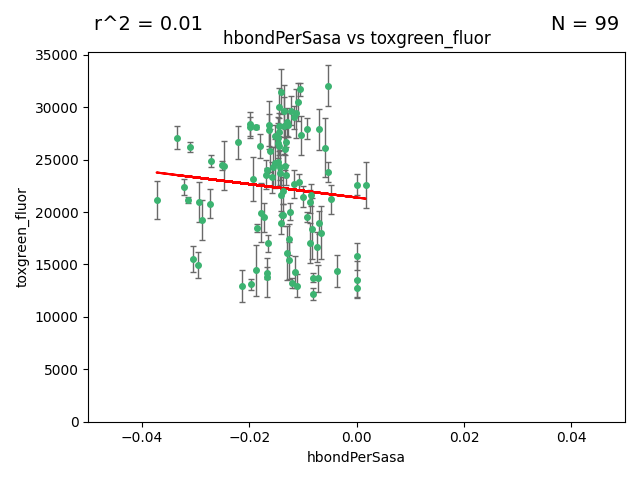 r^2 = 0.01
N = 99
hbondPerSasa vs toxgreen_fluor
35000
30000
25000
20000
15000
10000
5000
0
toxgreen_fluor
−0.04
−0.02
0.00
0.02
0.04
hbondPerSasa